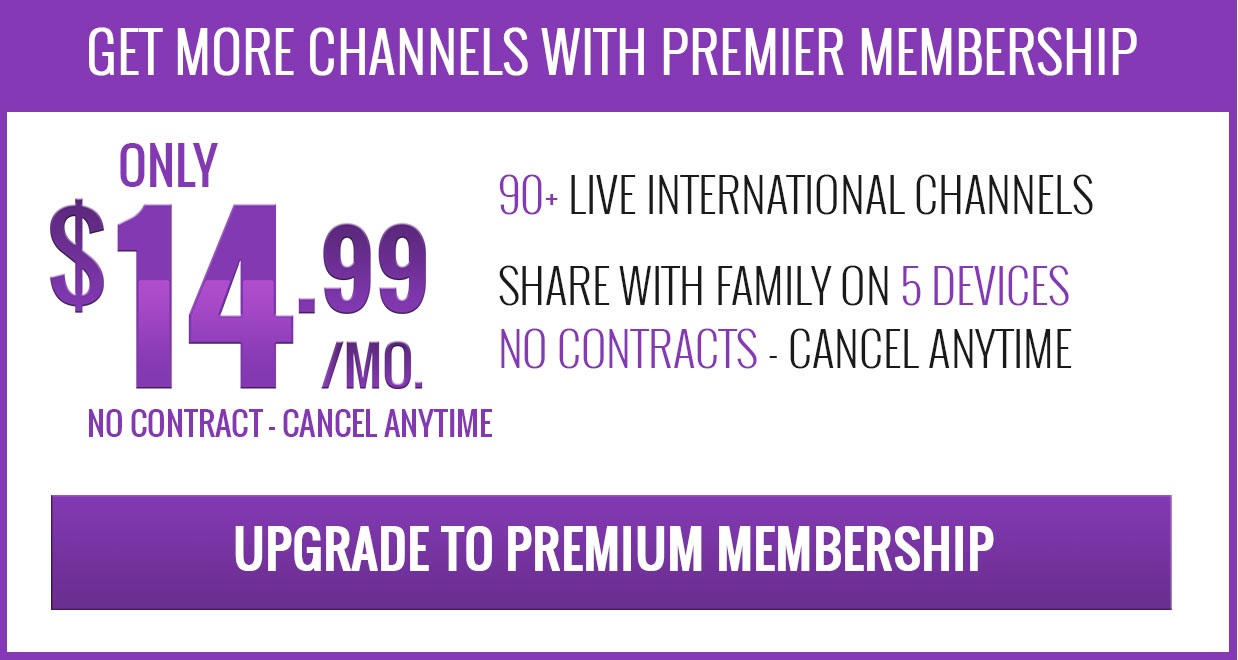 GET MORE CHANNELS WITH PREMIER MEMBERSHIP
ONLY
$14.99
/MO.
NO CONTRACT - CANCEL ANYTIME
90+ LIVE INTERNATIONAL CHANNELS
SHARE WITH FAMILY ON 5 DEVICES
NO CONTRACTS - CANCEL ANYTIME
UPGRADE TO PREMIUM MEMBERSHIP